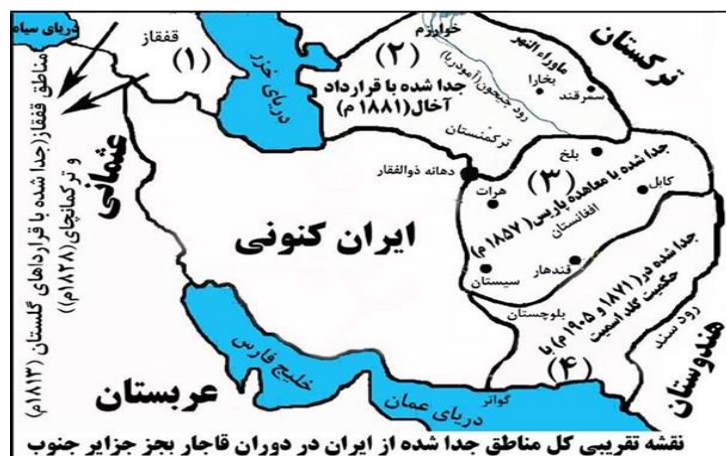 دریای سیاه
قفقاز
(۱)
دریای خزر
خوارزم
(۲)
ماوراء النهر
ترکستان
جدا شده با قرارداد
آخال(۱۸۸۱ م)
رود جیحون(آمودریا)
بخارا
سمرقند
ترکمنستان
مناطق قفقاز(جدا شده با قراردادهای گلستان (۱۸۱۳م)
و ترکمانچای(۱۸۲۸م))
عثمانی
دهانه ذوالفقار
ایران کنونی
بلخ
(۳)
هرات
کابل
جدا شده با معاهده پاریس(۱۸۵۷ م)
افغانستان
سیستان
قندهار
جدا شده در(۱۸۷۱ و ۱۹۰۵ م) با
حکمیت گلد اسمیت
بلوچستان
(۴)
رود سند
هندوستان
خلیج فارس
عربستان
دریای عمان
گواتر
نقشه تقریبی کل مناطق جدا شده از ایران در دوران قاجار بجز جزایر جنوب